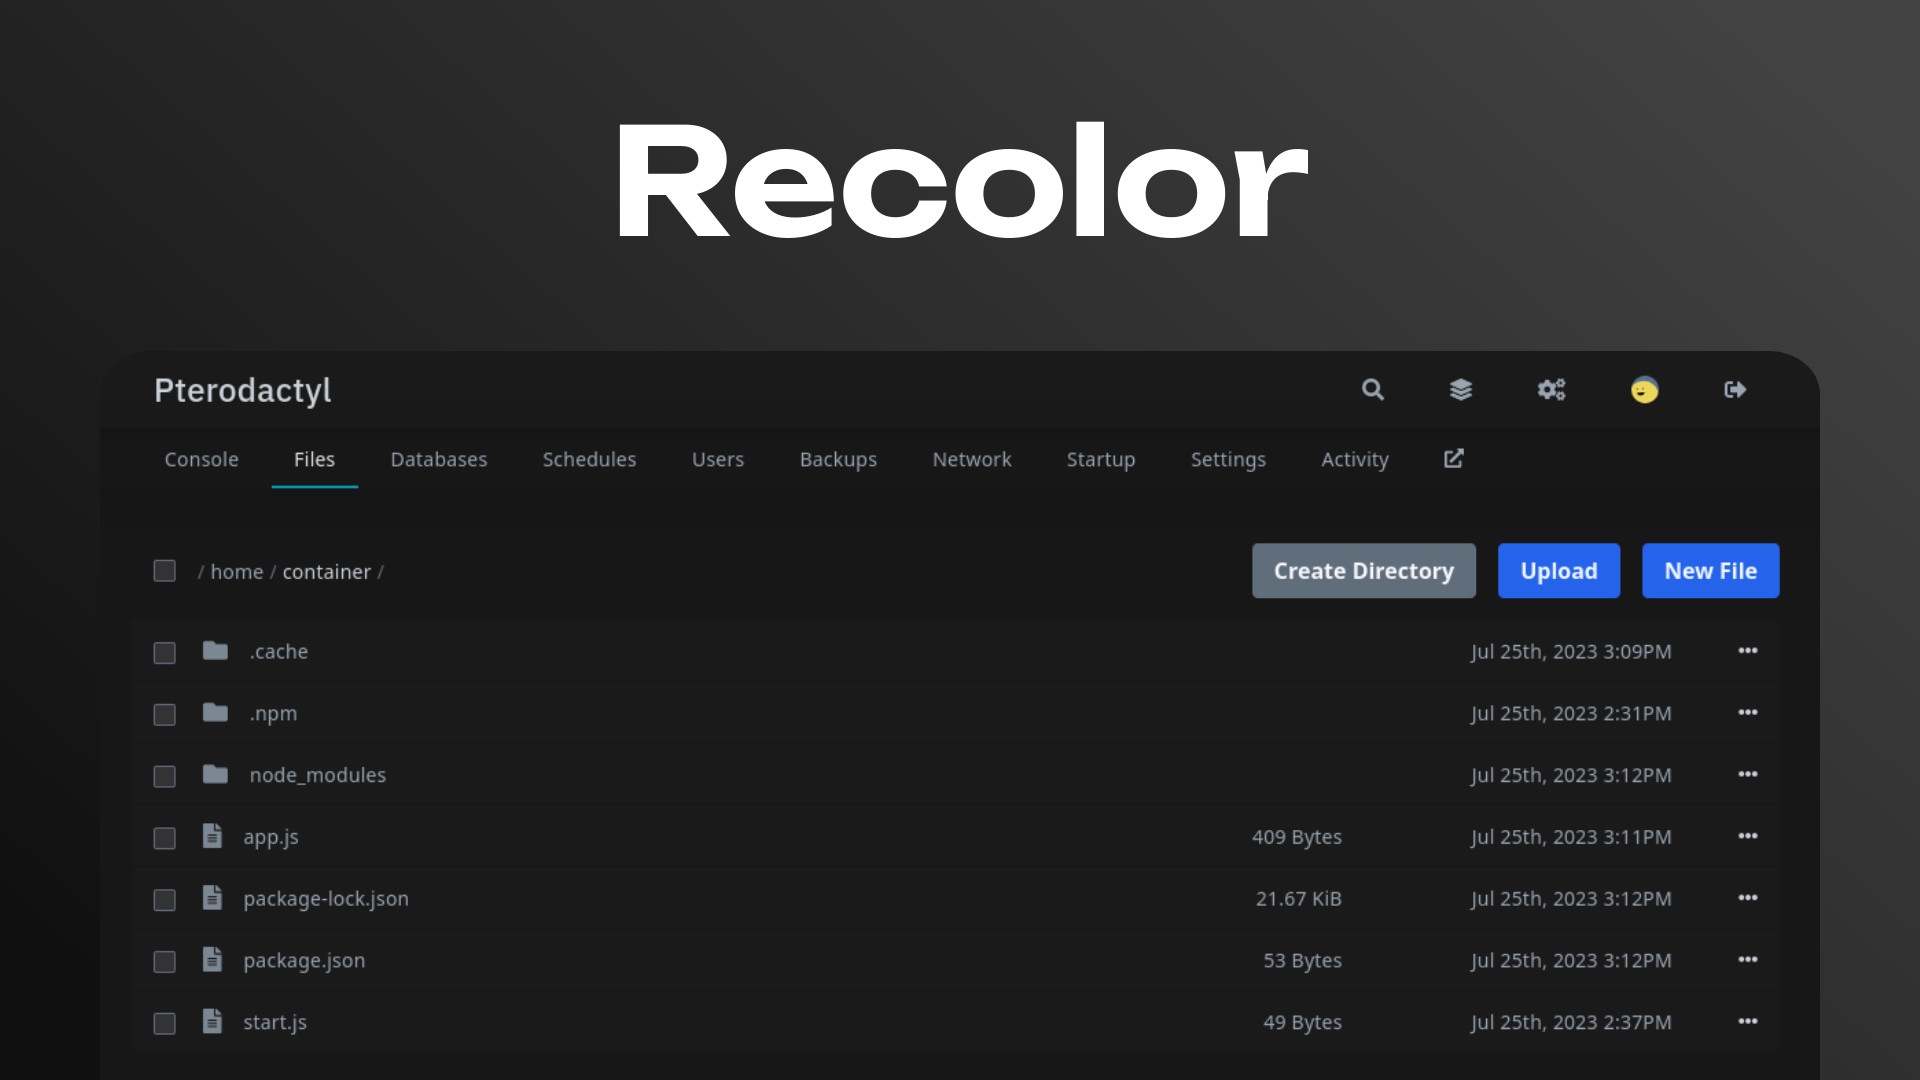 Recolor
Pterodactyl
Console Files Databases Schedules Users Backups Network Startup Settings Activity
/ home / container / Create Directory Upload New File
.cache Jul 25th, 2023 3:09PM
.npm Jul 25th, 2023 2:31PM
node_modules Jul 25th, 2023 3:12PM
app.js 409 Bytes Jul 25th, 2023 3:11PM
package-lock.json 21.67 KiB Jul 25th, 2023 3:12PM
package.json 53 Bytes Jul 25th, 2023 3:12PM
start.js 49 Bytes Jul 25th, 2023 2:37PM